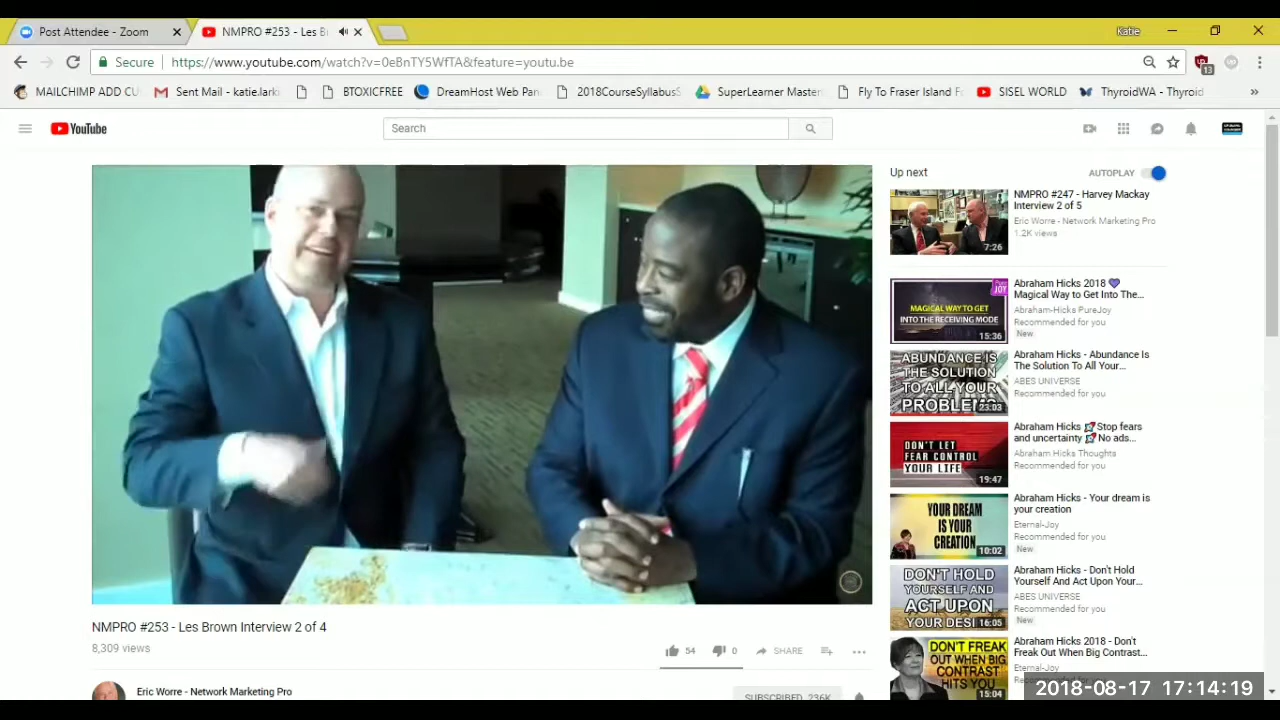 Post Attendee - Zoom
NMPRO #253 - Les B
Katie
Secure
https://www.youtube.com/watch?v=0eBnTY5WfTA&feature=youtu.be
13
MAILCHIMP ADD CU
Sent Mail - katie.lark
BTOXICFREE
DreamHost Web Pan
2018CourseSyllabus
SuperLearner Master
Fly To Fraser Island F
SISEL WORLD
ThyroidWA - Thyroid
»
YouTube
Search
Up next
AUTOPLAY
NMPRO #247 - Harvey Mackay
Interview 2 of 5
Eric Worre - Network Marketing Pro
1.2K views
7:26
Abraham Hicks 2018 💜
Magical Way to Get Into The...
Abraham-Hicks PureJoy
Recommended for you
New
MAGICAL WAY TO GET
INTO THE RECEIVING MODE
15:36
Abraham Hicks - Abundance Is
The Solution To All Your...
ABES UNIVERSE
Recommended for you
ABUNDANCE IS
THE SOLUTION
TO ALL YOUR
PROBLEMS
23:03
Abraham Hicks 🚀Stop fears
and uncertainty 🚀No ads...
Abraham Hicks Thoughts
Recommended for you
DON'T LET
FEAR CONTROL
YOUR LIFE
19:47
Abraham Hicks - Your dream is
your creation
Eternal-Joy
Recommended for you
New
YOUR DREAM
IS YOUR
CREATION
10:02
Abraham Hicks - Don't Hold
Yourself And Act Upon Your...
ABES UNIVERSE
Recommended for you
New
DON'T HOLD
YOURSELF AND
ACT UPON
YOUR DESI
16:05
Abraham Hicks 2018 - Don't
Freak Out When Big Contrast...
Eternal-Joy
DON'T FREAK
OUT WHEN BIG
CONTRAST
HITS YOU
15:04
NMPRO #253 - Les Brown Interview 2 of 4
8,309 views
54
0
SHARE
Eric Worre - Network Marketing Pro
SUBSCRIBED 236K
2018-08-17 17:14:19